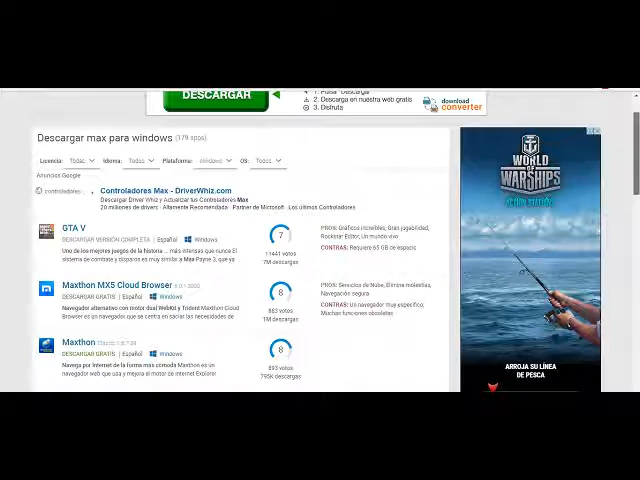 DESCARGAR
1. Pulsa "Descarga"
2. Descarga en nuestra web gratis
3. Disfruta
download
converter
Descargar max para windows (179 apps)
Licencia: Todas Idioma: Todos Plataforma: Windows OS: Todos
Anuncios Google
controladores
Controladores Max - DriverWhiz.com
Descargar Driver Whiz y Actualizar tus Controladores Max
20 millones de drivers · Altamente Recomendada · Partner de Microsoft · Los últimos Controladores
GTA V
DESCARGAR VERSIÓN COMPLETA | Español Windows
Uno de los mejores juegos de la historia... más intensas que nunca El
sistema de combate y disparos es muy similar a Max Payne 3, que ya
7
11441 votos
7M descargas
PROS: Gráficos increíbles, Gran jugabilidad,
Rockstar Editor, Un mundo vivo
CONTRAS: Requiere 65 GB de espacio
Maxthon MX5 Cloud Browser
DESCARGAR GRATIS | Español Windows
Navegador alternativo con motor dual WebKit y Trident Maxthon Cloud
Browser es un navegador que se centra en saciar las necesidades de
8
883 votos
1M descargas
PROS: Servicios de Nube, Elimina molestias,
Navegación segura
CONTRAS: Un navegador muy específico,
Muchas funciones obsoletas
Maxthon
DESCARGAR GRATIS | Español Windows
Navega por Internet de la forma más cómoda Maxthon es un
navegador web que usa y mejora el motor de Internet Explorer
8
893 votos
795K descargas
WORLD
OF
WARSHIPS
ACTION STATIONS
ARROJA SU LÍNEA
DE PESCA